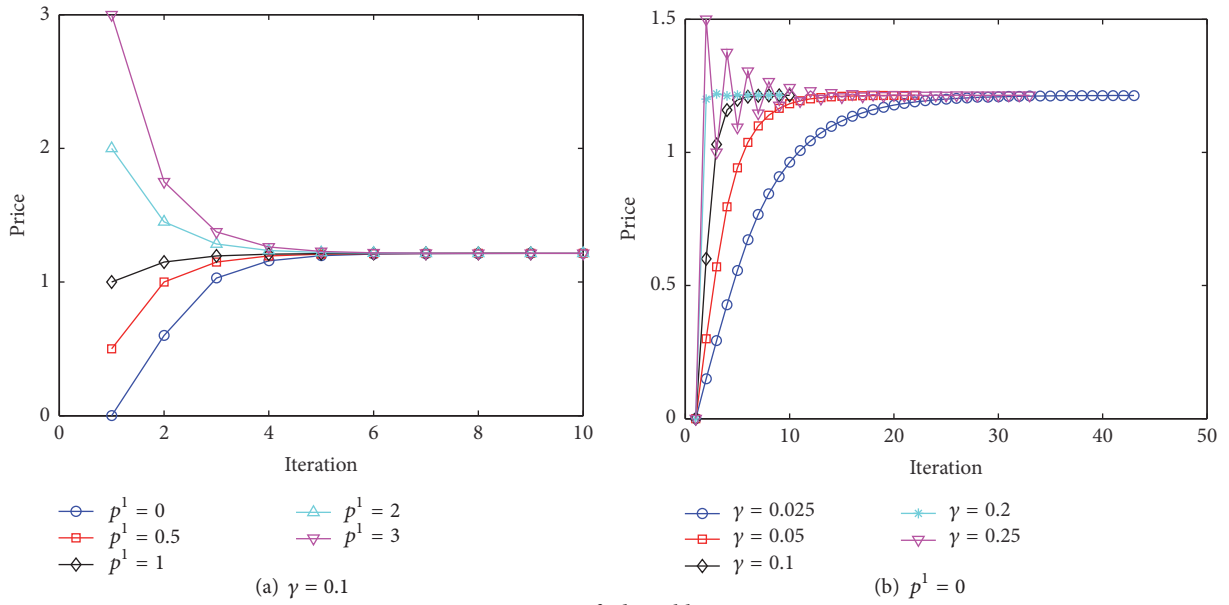 3
2
1
0
Price
0
2
4
6
8
10
Iteration
p¹ = 0
p¹ = 0.5
p¹ = 1
p¹ = 2
p¹ = 3
(a) γ = 0.1
1.5
1
0.5
0
Price
0
10
20
30
40
50
Iteration
γ = 0.025
γ = 0.05
γ = 0.1
γ = 0.2
γ = 0.25
(b) p¹ = 0